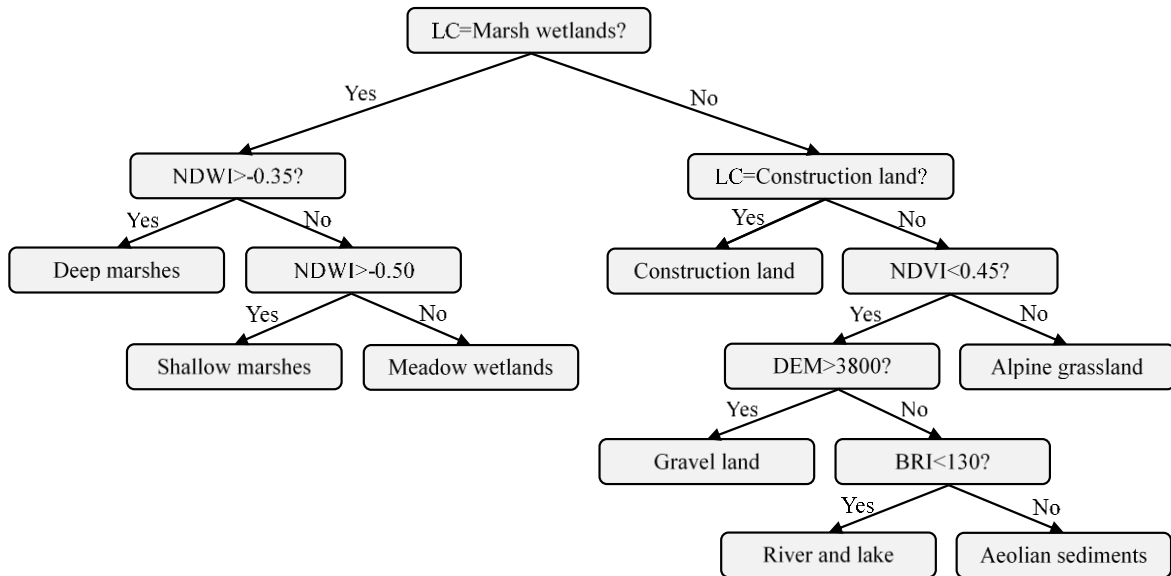 LC=Marsh wetlands?
Yes
No
NDWI>-0.35?
LC=Construction land?
Yes
No
Yes
No
Deep marshes
NDWI>-0.50
Construction land
NDVI<0.45?
Yes
No
Yes
No
Shallow marshes
Meadow wetlands
DEM>3800?
Alpine grassland
Yes
No
Gravel land
BRI<130?
Yes
No
River and lake
Aeolian sediments